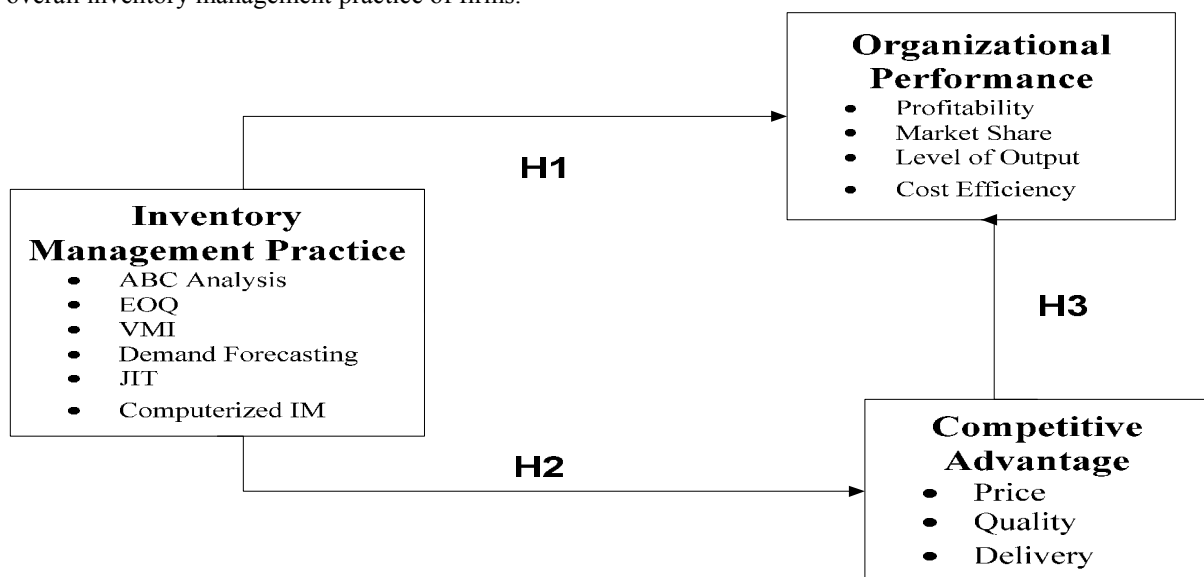 overall inventory management practice of firms.
Organizational
Performance
• Profitability
• Market Share
• Level of Output
• Cost Efficiency
H1
Inventory
Management Practice
• ABC Analysis
• EOQ
• VMI
• Demand Forecasting
• JIT
• Computerized IM
H3
H2
Competitive
Advantage
• Price
• Quality
• Delivery